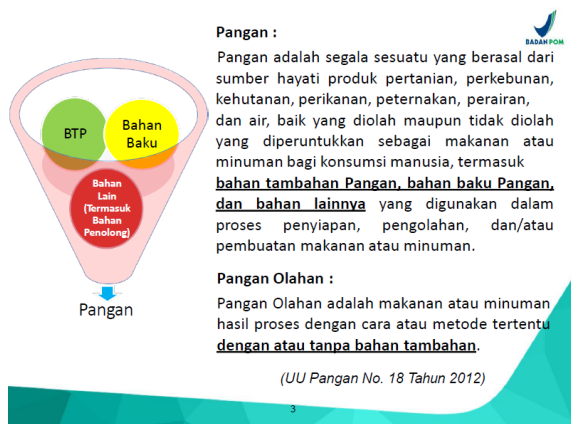 Pangan :
BADAN POM
Pangan adalah segala sesuatu yang berasal dari
sumber hayati produk pertanian, perkebunan,
kehutanan, perikanan, peternakan, perairan,
dan air, baik yang diolah maupun tidak diolah
yang diperuntukkan sebagai makanan atau
minuman bagi konsumsi manusia, termasuk
bahan tambahan Pangan, bahan baku Pangan,
dan bahan lainnya yang digunakan dalam
proses penyiapan, pengolahan, dan/atau
pembuatan makanan atau minuman.
BTP
Bahan
Baku
Bahan
Lain
(Termasuk
Bahan
Penolong)
Pangan
Pangan Olahan :
Pangan Olahan adalah makanan atau minuman
hasil proses dengan cara atau metode tertentu
dengan atau tanpa bahan tambahan.
(UU Pangan No. 18 Tahun 2012)
3